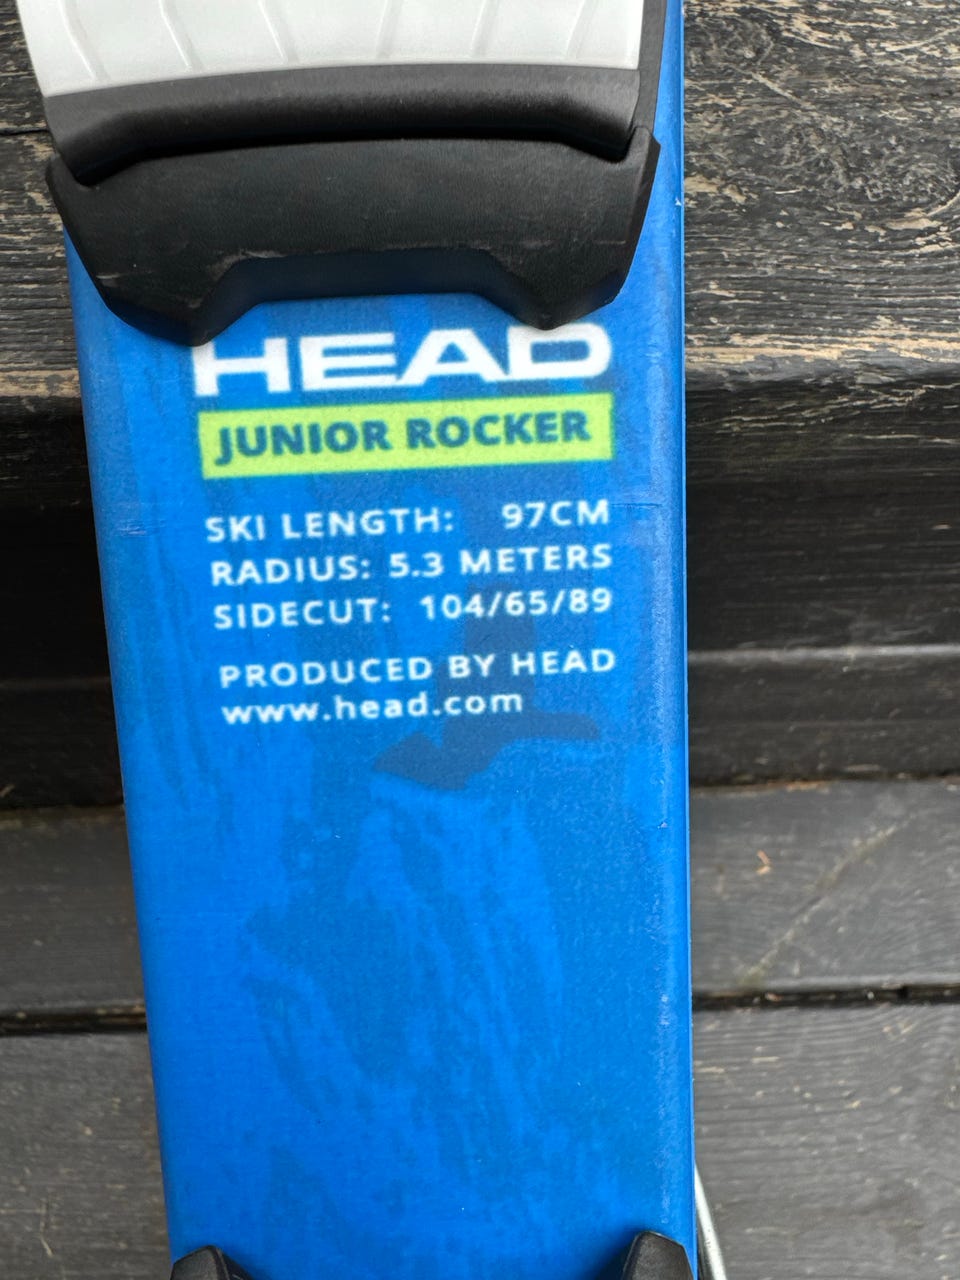 HEAD
JUNIOR ROCKER
SKI LENGTH: 97CM
RADIUS: 5.3 METERS
SIDECUT: 104/65/89
PRODUCED BY HEAD
www.head.com